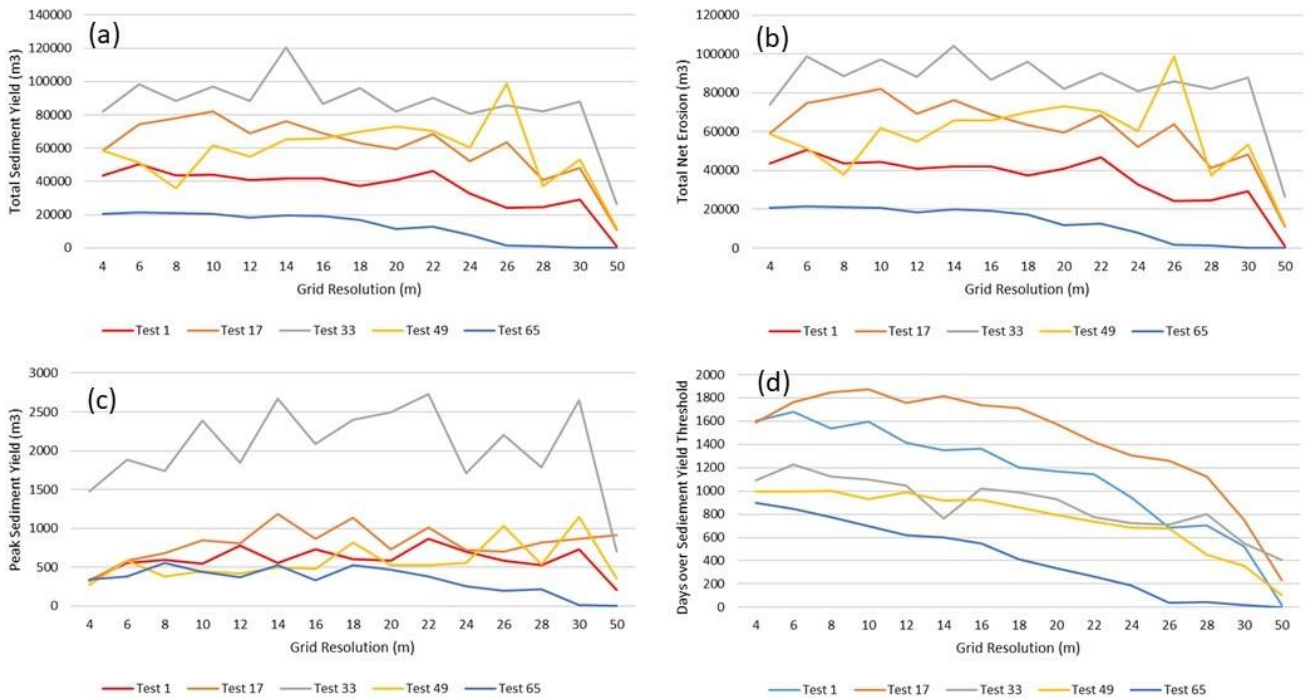 (a)
Total Sediment Yield (m3)
140000
120000
100000
80000
60000
40000
20000
0
4 6 8 10 12 14 16 18 20 22 24 26 28 30 50
Grid Resolution (m)
Test 1 Test 17 Test 33 Test 49 Test 65
(b)
Total Net Erosion (m3)
120000
100000
80000
60000
40000
20000
0
4 6 8 10 12 14 16 18 20 22 24 26 28 30 50
Grid Resolution (m)
Test 1 Test 17 Test 33 Test 49 Test 65
(c)
Peak Sediment Yield (m3)
3000
2500
2000
1500
1000
500
0
4 6 8 10 12 14 16 18 20 22 24 26 28 30 50
Grid Resolution (m)
Test 1 Test 17 Test 33 Test 49 Test 65
(d)
Days over Sediement Yield Threshold
2000
1800
1600
1400
1200
1000
800
600
400
200
0
4 6 8 10 12 14 16 18 20 22 24 26 28 30 50
Grid Resolution (m)
Test 1 Test 17 Test 33 Test 49 Test 65